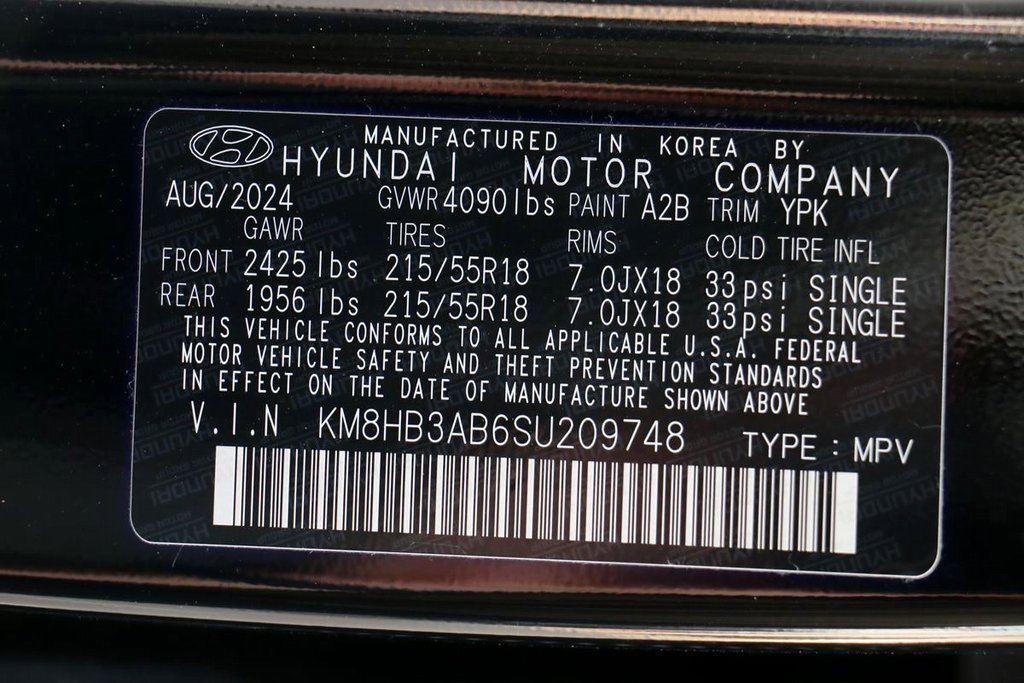 MANUFACTURED IN KOREA BY
HYUNDAI MOTOR COMPANY
AUG/2024 GVWR 4090lbs PAINT A2B TRIM YPK
GAWR TIRES RIMS COLD TIRE INFL
FRONT 2425 lbs 215/55R18 7.0JX18 33psi SINGLE
REAR 1956 lbs 215/55R18 7.0JX18 33psi SINGLE
THIS VEHICLE CONFORMS TO ALL APPLICABLE U.S.A. FEDERAL
MOTOR VEHICLE SAFETY AND THEFT PREVENTION STANDARDS
IN EFFECT ON THE DATE OF MANUFACTURE SHOWN ABOVE
V.I.N KM8HB3AB6SU209748 TYPE : MPV